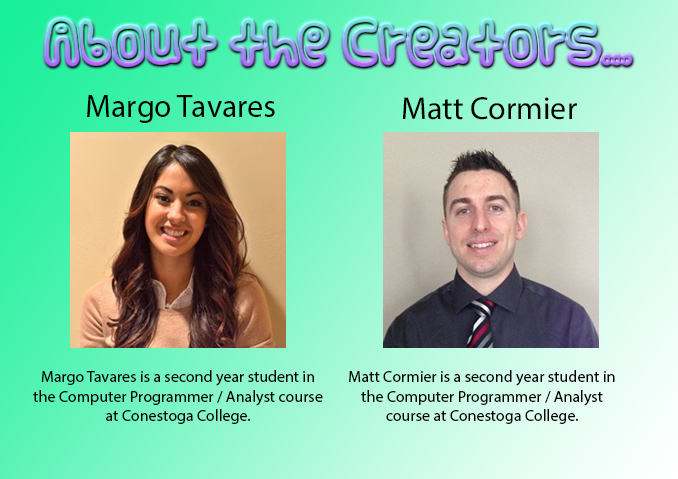 About the Creators...
Margo Tavares
Matt Cormier
Margo Tavares is a second year student in
the Computer Programmer / Analyst course
at Conestoga College.
Matt Cormier is a second year student in
the Computer Programmer / Analyst
course at Conestoga College.